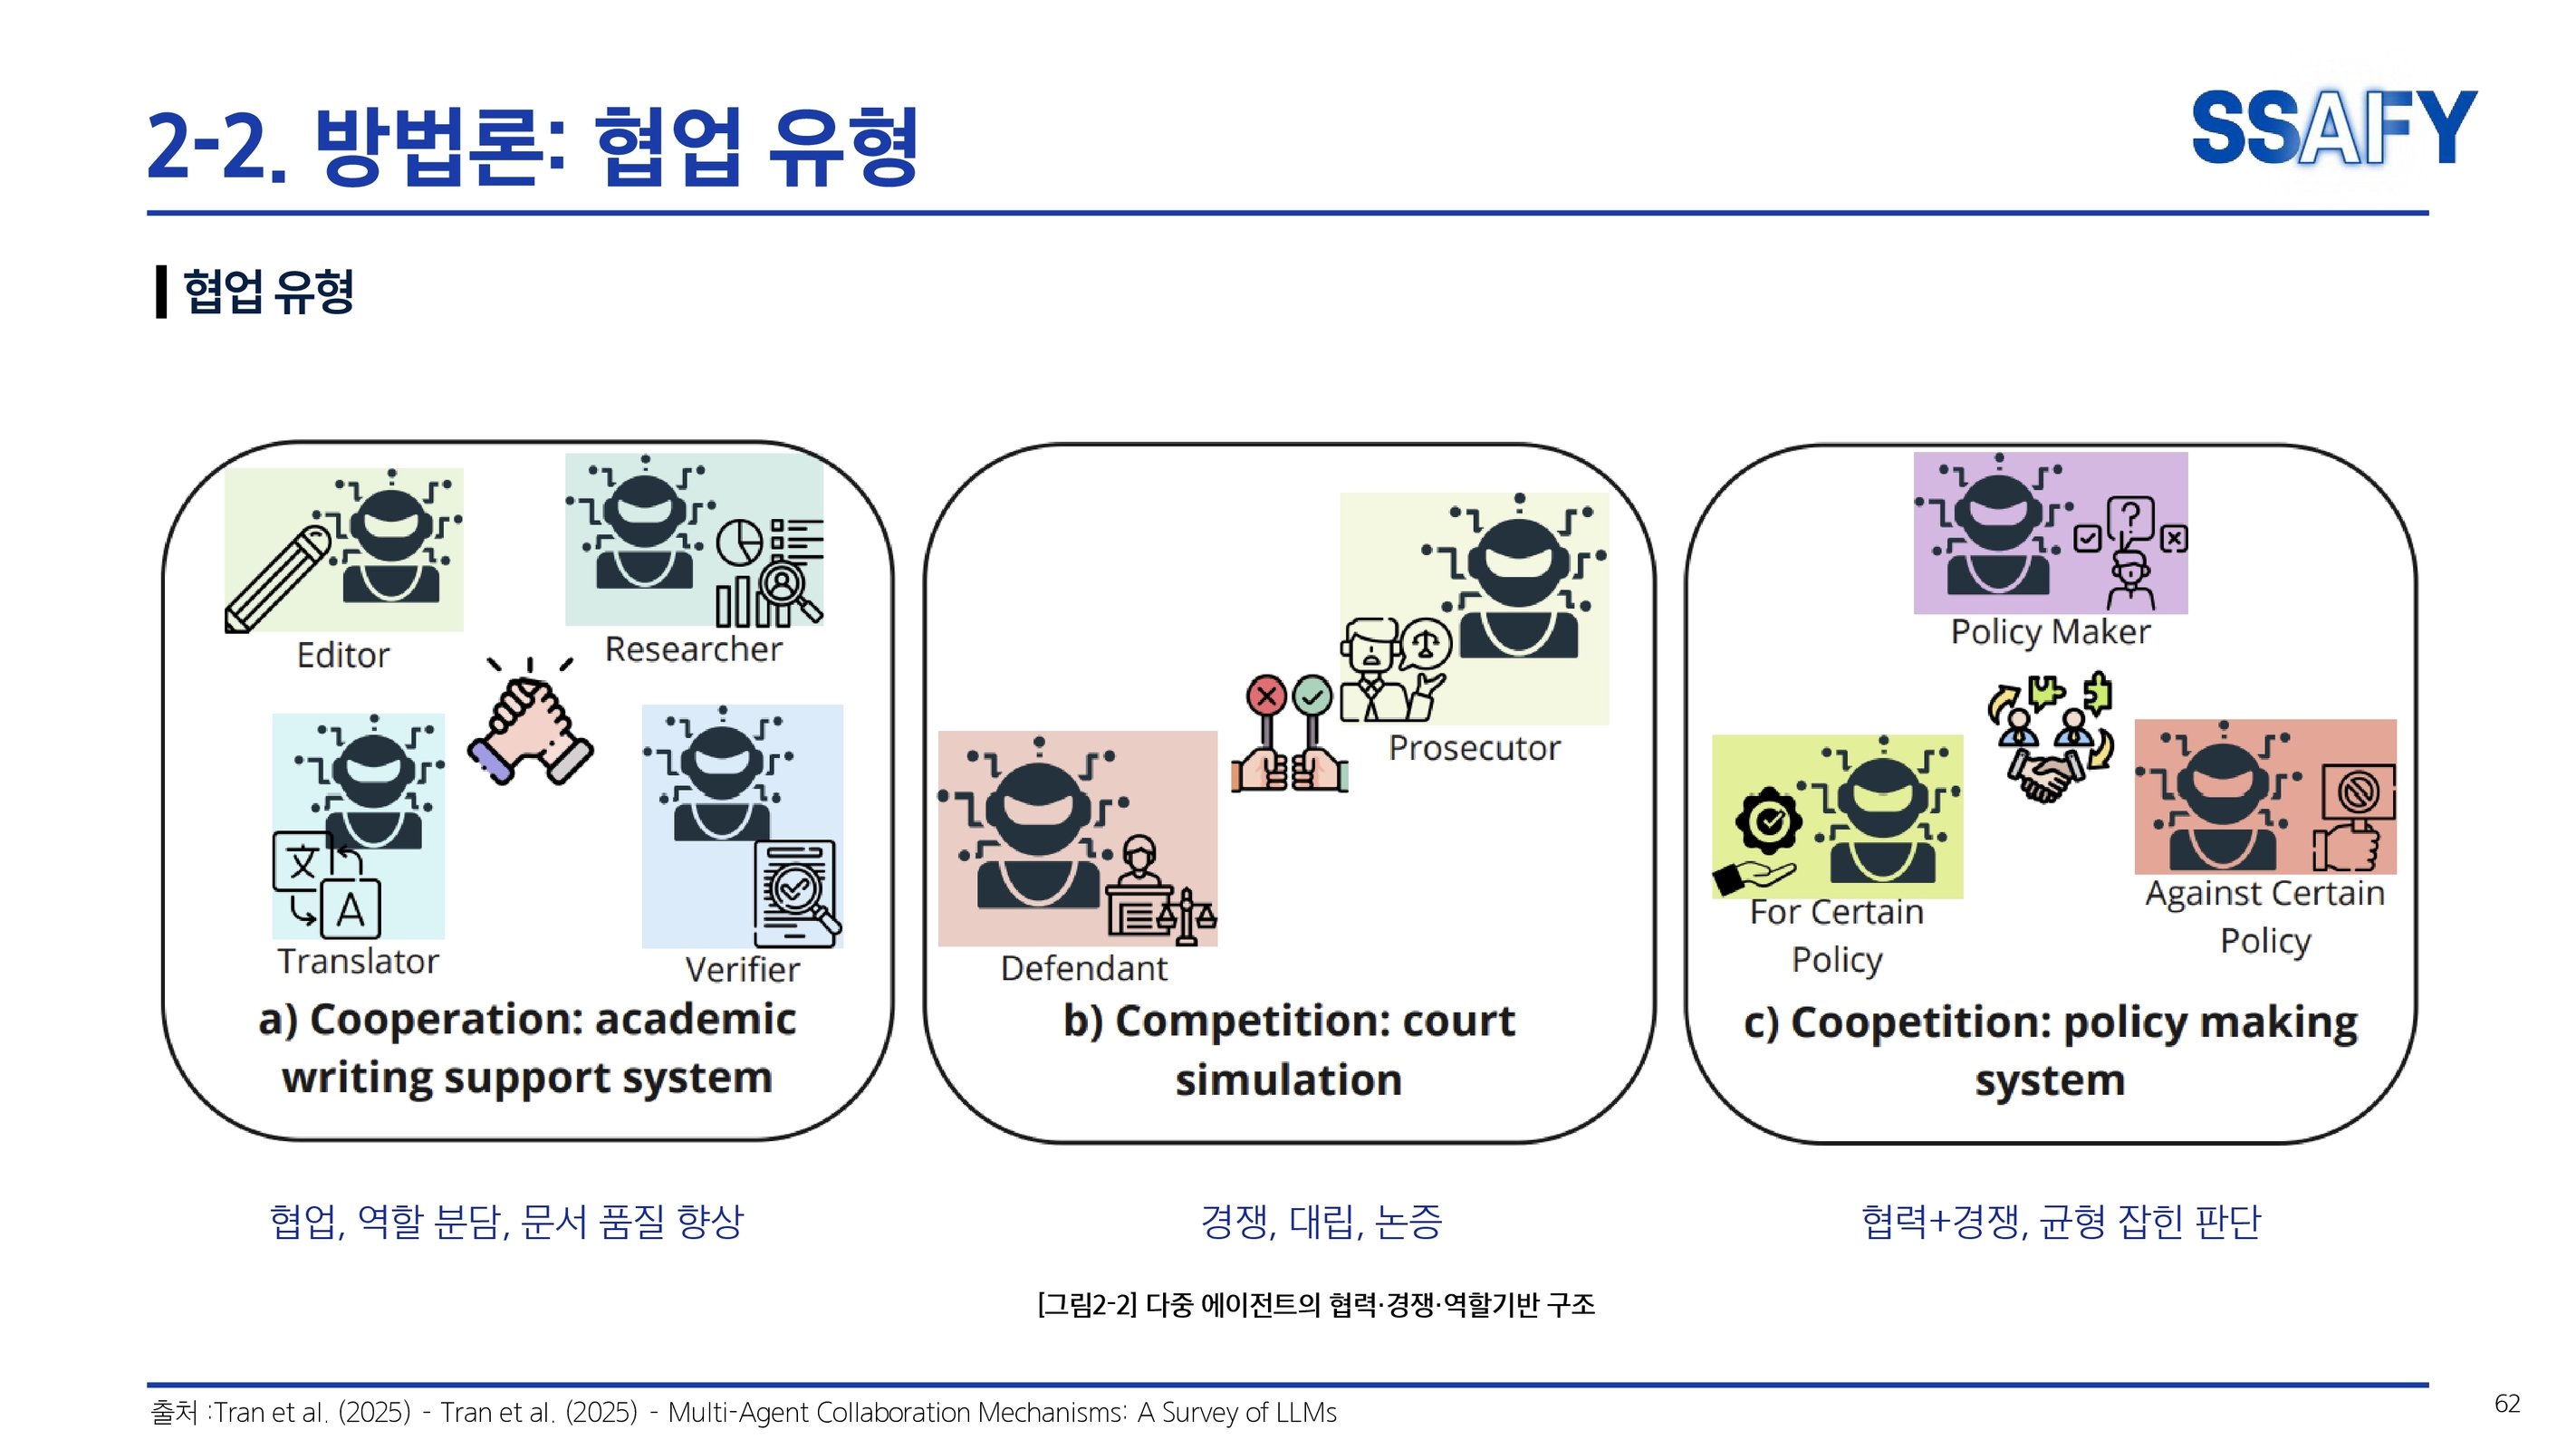 2-2. 방법론: 협업 유형
SSAFY
협업 유형
Editor
Researcher
文
A
Translator
Verifier
a) Cooperation: academic
writing support system
Prosecutor
Defendant
b) Competition: court
simulation
?
Policy Maker
For Certain
Policy
Against Certain
Policy
c) Coopetition: policy making
system
협업, 역할 분담, 문서 품질 향상
경쟁, 대립, 논증
협력+경쟁, 균형 잡힌 판단
[그림2-2] 다중 에이전트의 협력·경쟁·역할기반 구조
출처 :Tran et al. (2025) - Tran et al. (2025) - Multi-Agent Collaboration Mechanisms: A Survey of LLMs
62